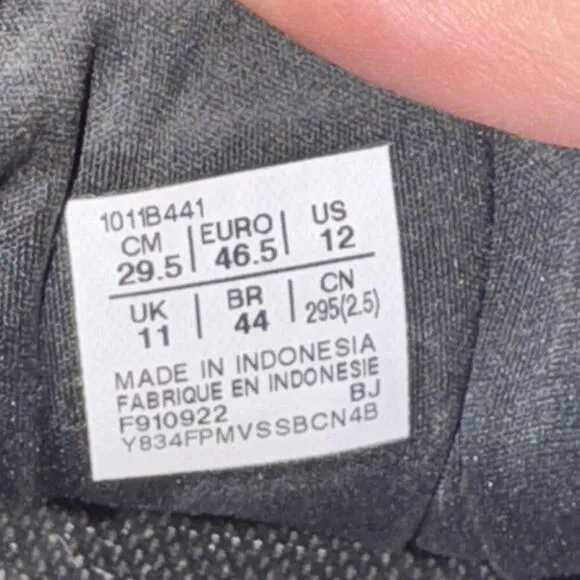 1011B441
CM EURO US
29.5 46.5 12
UK BR CN
11 44 295(2.5)
MADE IN INDONESIA
FABRIQUE EN INDONESIE
F910922 BJ
Y834FPMVSSBCN4B